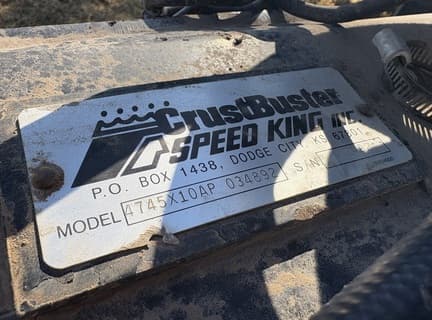 CrustBuster
SPEED KING INC
P.O. BOX 1438, DODGE CITY, KS 67801
MODEL 4745X10AP 034892 S/N